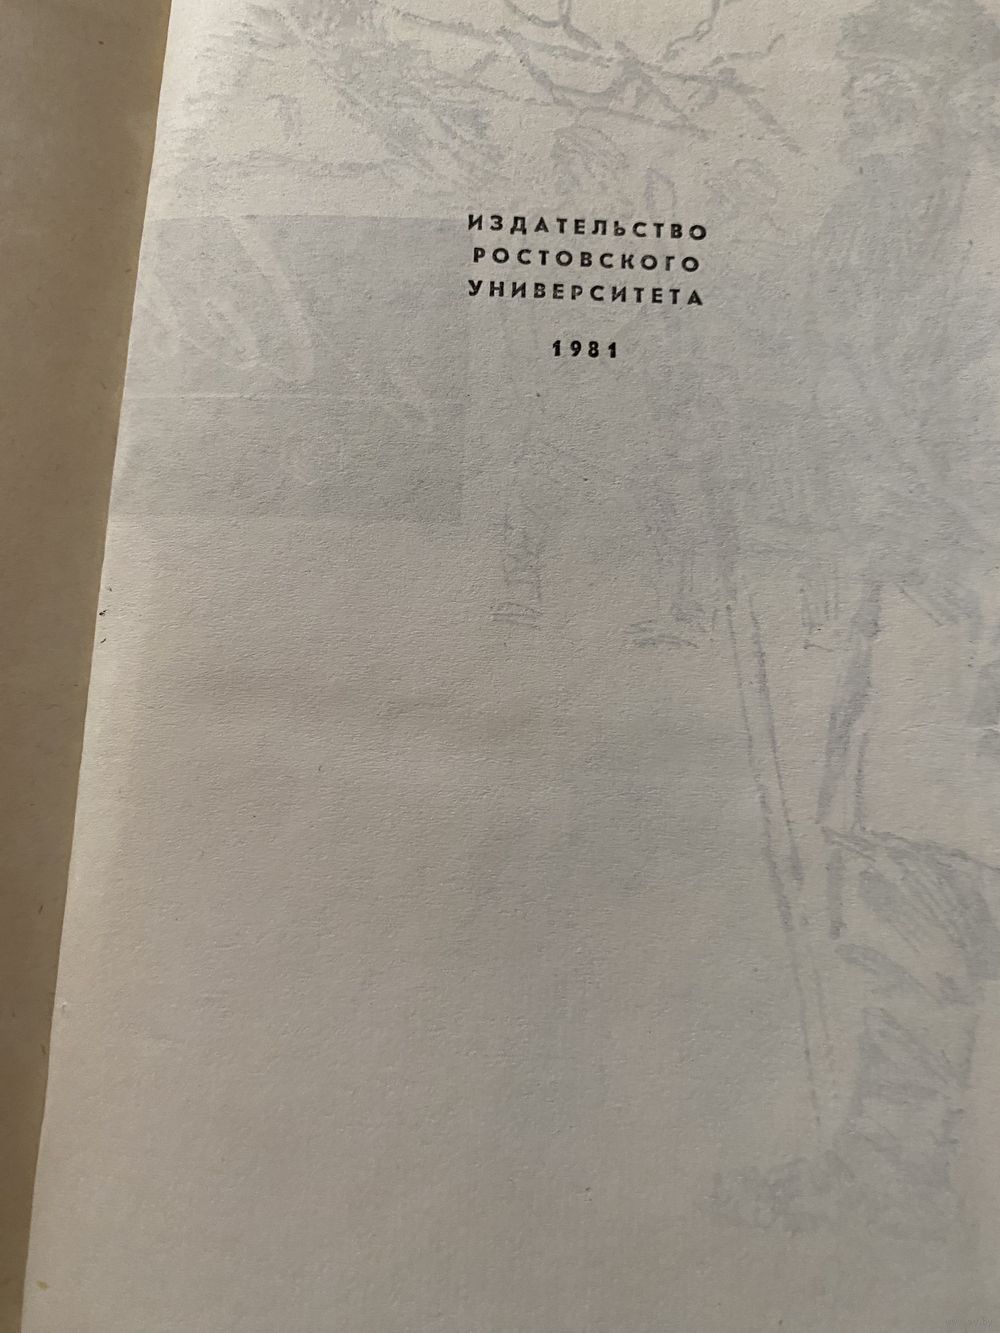 ИЗДАТЕЛЬСТВО
РОСТОВСКОГО
УНИВЕРСИТЕТА
1981